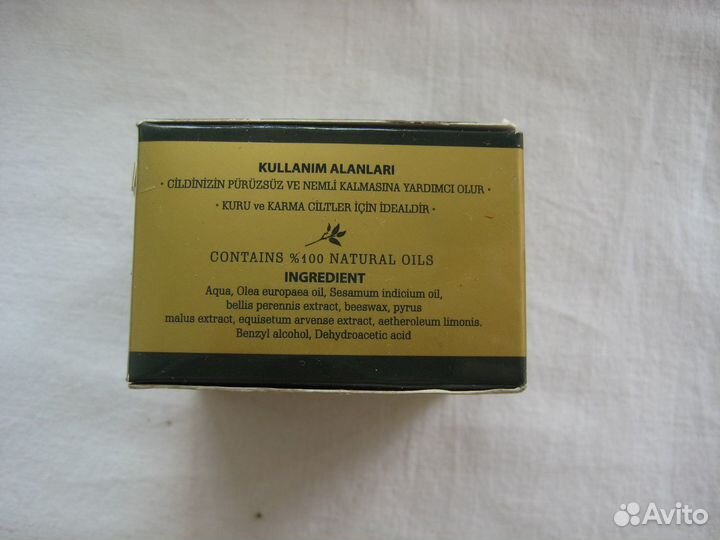 KULLANIM ALANLARI
· CİLDİNİZİN PÜRÜZSÜZ VE NEMLİ KALMASINA YARDIMCI OLUR ·
· KURU ve KARMA CİLTLER İÇİN İDEALDİR ·
CONTAINS %100 NATURAL OILS
INGREDIENT
Aqua, Olea europaea oil, Sesamum indicium oil,
bellis perennis extract, beeswax, pyrus
malus extract, equisetum arvense extract, aetheroleum limonis.
Benzyl alcohol, Dehydroacetic acid
Avito